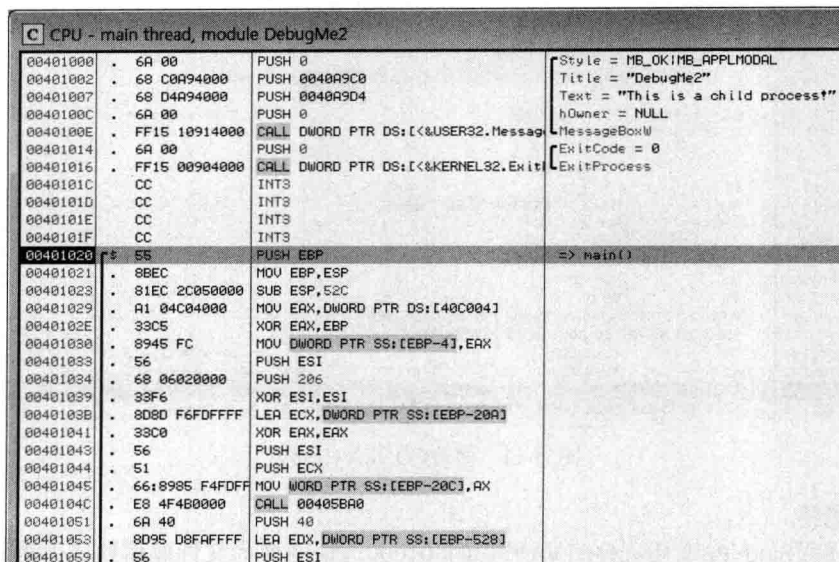 C CPU - main thread, module DebugMe2
00401000 . 6A 00 PUSH 0 Style = MB_OK|MB_APPLMODAL
00401002 . 68 C0A94000 PUSH 0040A9C0 Title = "DebugMe2"
00401007 . 68 D4A94000 PUSH 0040A9D4 Text = "This is a child process!"
0040100C . 6A 00 PUSH 0 hOwner = NULL
0040100E . FF15 10914000 CALL DWORD PTR DS:[<&USER32.Message MessageBoxW
00401014 . 6A 00 PUSH 0 ExitCode = 0
00401016 . FF15 00904000 CALL DWORD PTR DS:[<&KERNEL32.Exit ExitProcess
0040101C CC INT3
0040101D CC INT3
0040101E CC INT3
0040101F CC INT3
00401020 $ 55 PUSH EBP => main()
00401021 . 8BEC MOV EBP,ESP
00401023 . 81EC 2C050000 SUB ESP,52C
00401029 . A1 04C04000 MOV EAX,DWORD PTR DS:[40C004]
0040102E . 33C5 XOR EAX,EBP
00401030 . 8945 FC MOV DWORD PTR SS:[EBP-4],EAX
00401033 . 56 PUSH ESI
00401034 . 68 06020000 PUSH 206
00401039 . 33F6 XOR ESI,ESI
0040103B . 8D8D F6FDFFFF LEA ECX,DWORD PTR SS:[EBP-20A]
00401041 . 33C0 XOR EAX,EAX
00401043 . 56 PUSH ESI
00401044 . 51 PUSH ECX
00401045 . 66:8985 F4FDFF MOV WORD PTR SS:[EBP-20C],AX
0040104C . E8 4F4B0000 CALL 00405BA0
00401051 . 6A 40 PUSH 40
00401053 . 8D95 D8FAFFFF LEA EDX,DWORD PTR SS:[EBP-528]
00401059 . 56 PUSH ESI